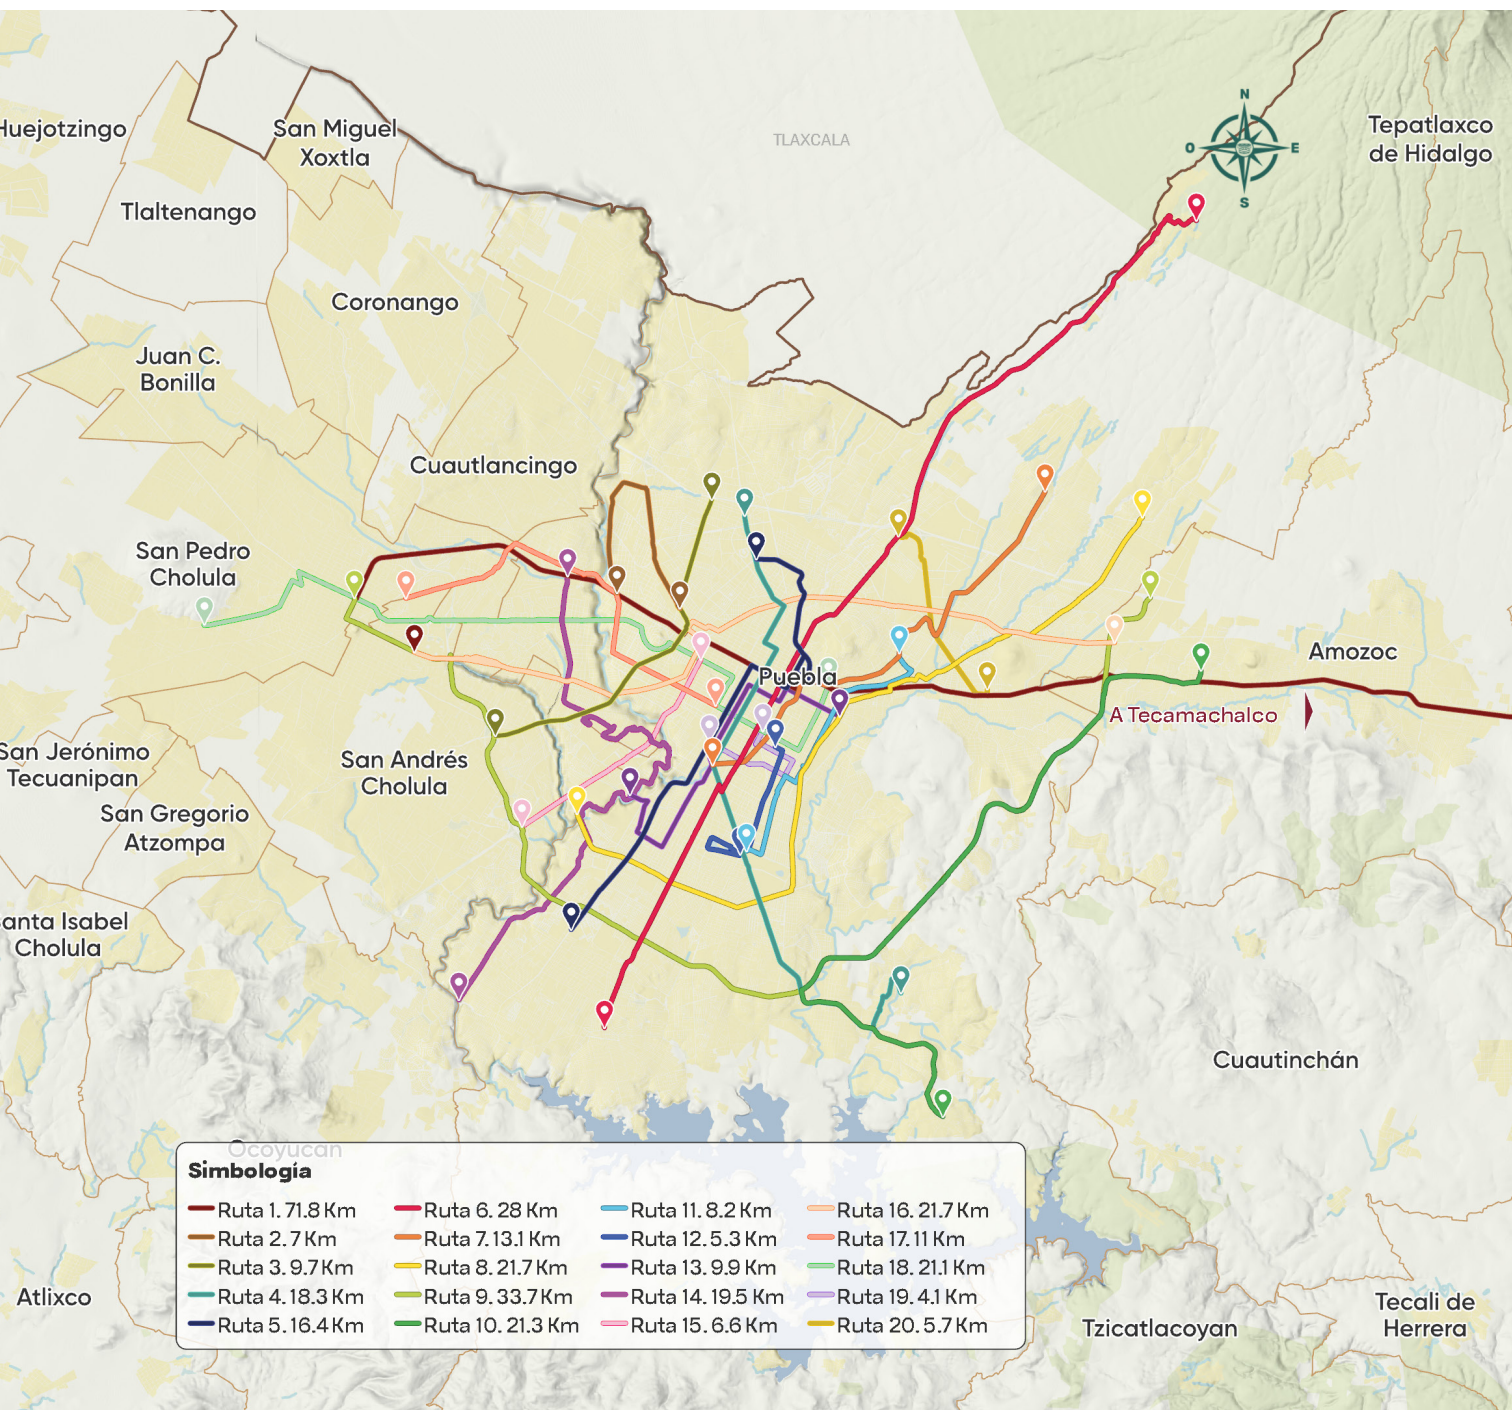 N
O
E
S
Huejotzingo
San Miguel
Xoxtla
TLAXCALA
Tepatlaxco
de Hidalgo
Tlaltenango
Coronango
Juan C.
Bonilla
Cuautlancingo
San Pedro
Cholula
Puebla
Amozoc
A Tecamachalco
San Jerónimo
Tecuanipan
San Andrés
Cholula
San Gregorio
Atzompa
Santa Isabel
Cholula
Cuautinchán
Ocoyucan
Simbología
Ruta 1. 71.8 Km
Ruta 2. 7 Km
Ruta 3. 9.7 Km
Ruta 4. 18.3 Km
Ruta 5. 16.4 Km
Ruta 6. 28 Km
Ruta 7. 13.1 Km
Ruta 8. 21.7 Km
Ruta 9. 33.7 Km
Ruta 10. 21.3 Km
Ruta 11. 8.2 Km
Ruta 12. 5.3 Km
Ruta 13. 9.9 Km
Ruta 14. 19.5 Km
Ruta 15. 6.6 Km
Ruta 16. 21.7 Km
Ruta 17. 11 Km
Ruta 18. 21.1 Km
Ruta 19. 4.1 Km
Ruta 20. 5.7 Km
Atlixco
Tzicatlacoyan
Tecali de
Herrera